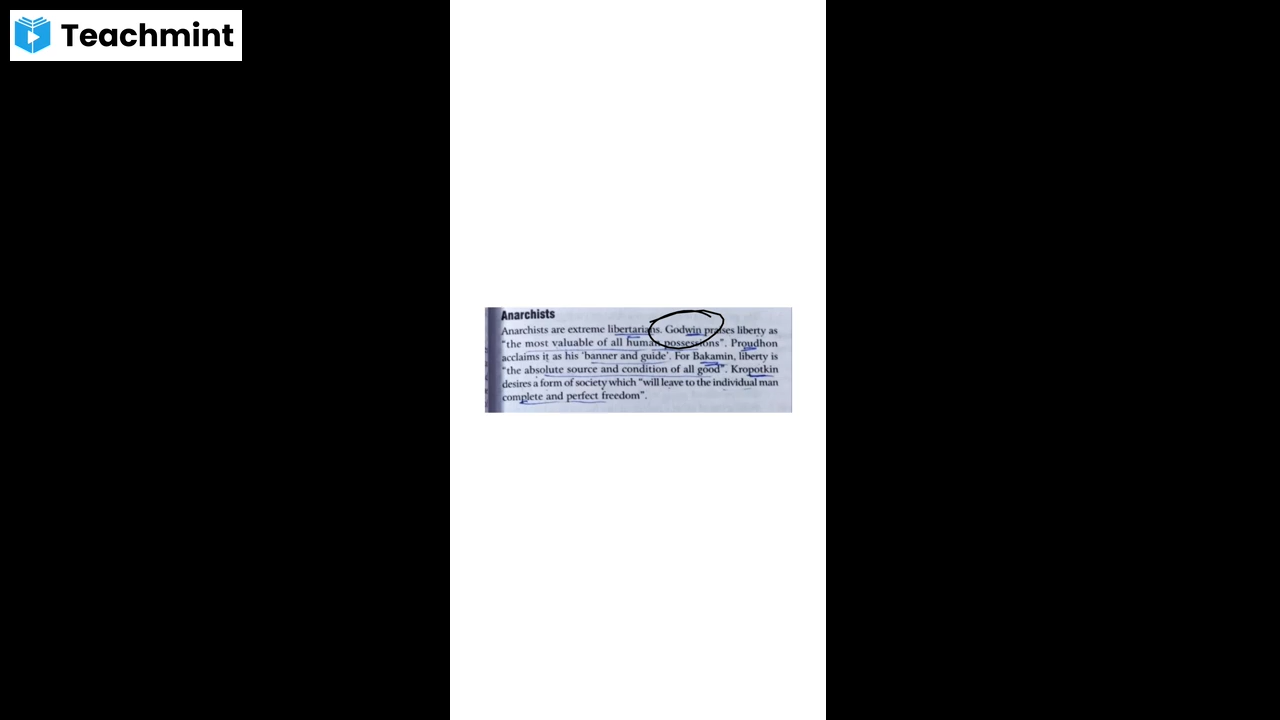 Teachmint
Anarchists
Anarchists are extreme libertarians. Godwin praises liberty as
"the most valuable of all human possessions". Proudhon
acclaims it as his 'banner and guide'. For Bakamin, liberty is
"the absolute source and condition of all good". Kropotkin
desires a form of society which "will leave to the individual man
complete and perfect freedom".